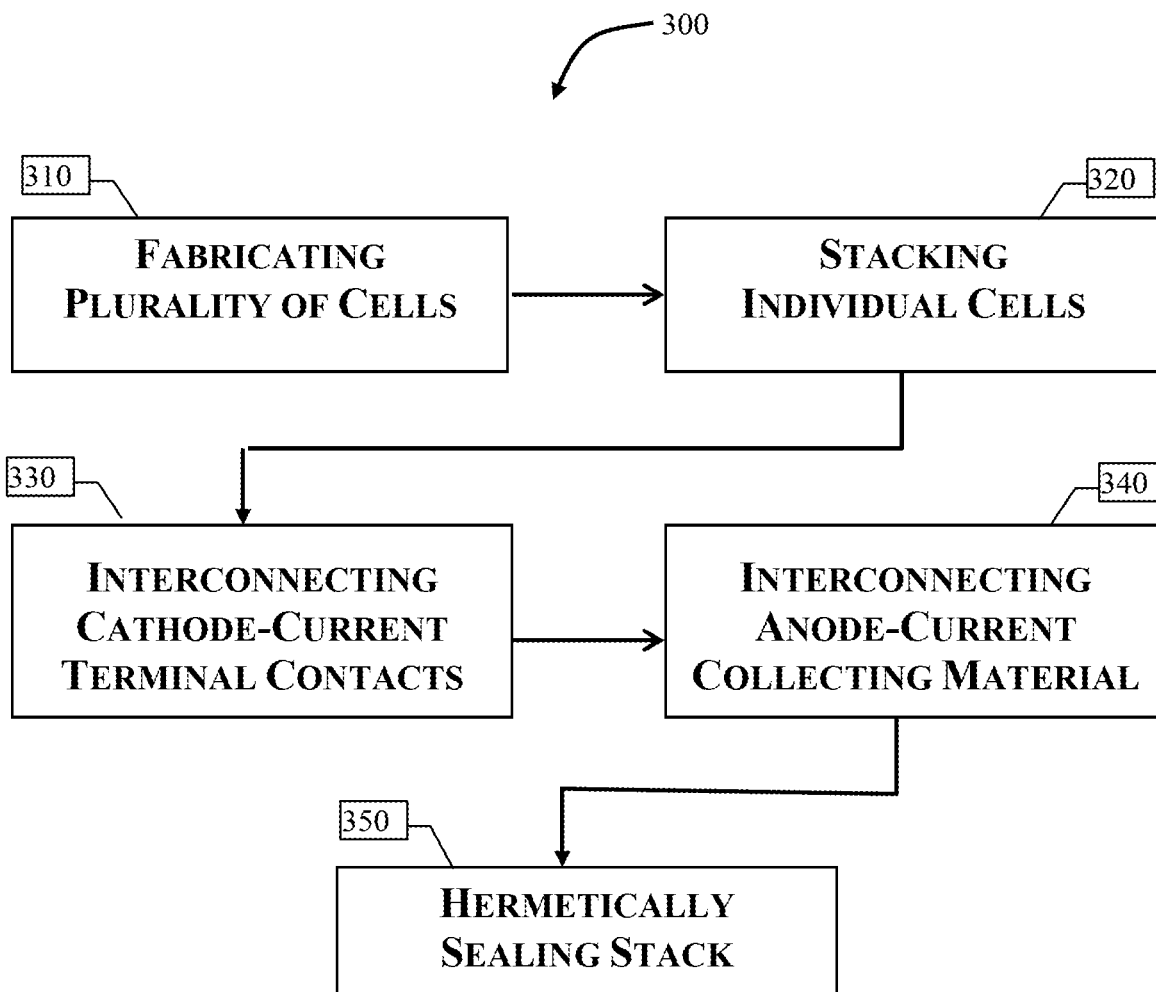 300
310
320
FABRICATING
PLURALITY OF CELLS
STACKING
INDIVIDUAL CELLS
330
340
INTERCONNECTING
CATHODE-CURRENT
TERMINAL CONTACTS
INTERCONNECTING
ANODE-CURRENT
COLLECTING MATERIAL
350
HERMETICALLY
SEALING STACK